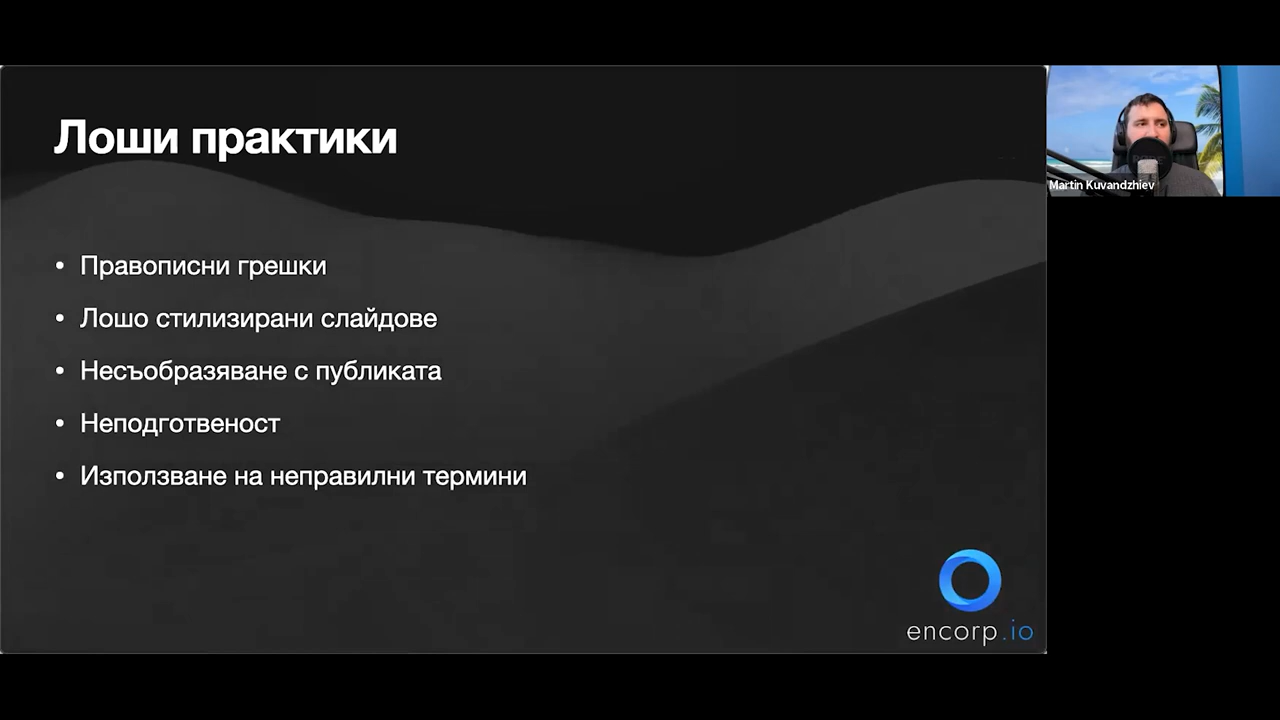 Лоши практики
• Правописни грешки
• Лошо стилизирани слайдове
• Несъобразяване с публиката
• Неподготвеност
• Използване на неправилни термини
encorp.io
Martin Kuvandzhiev